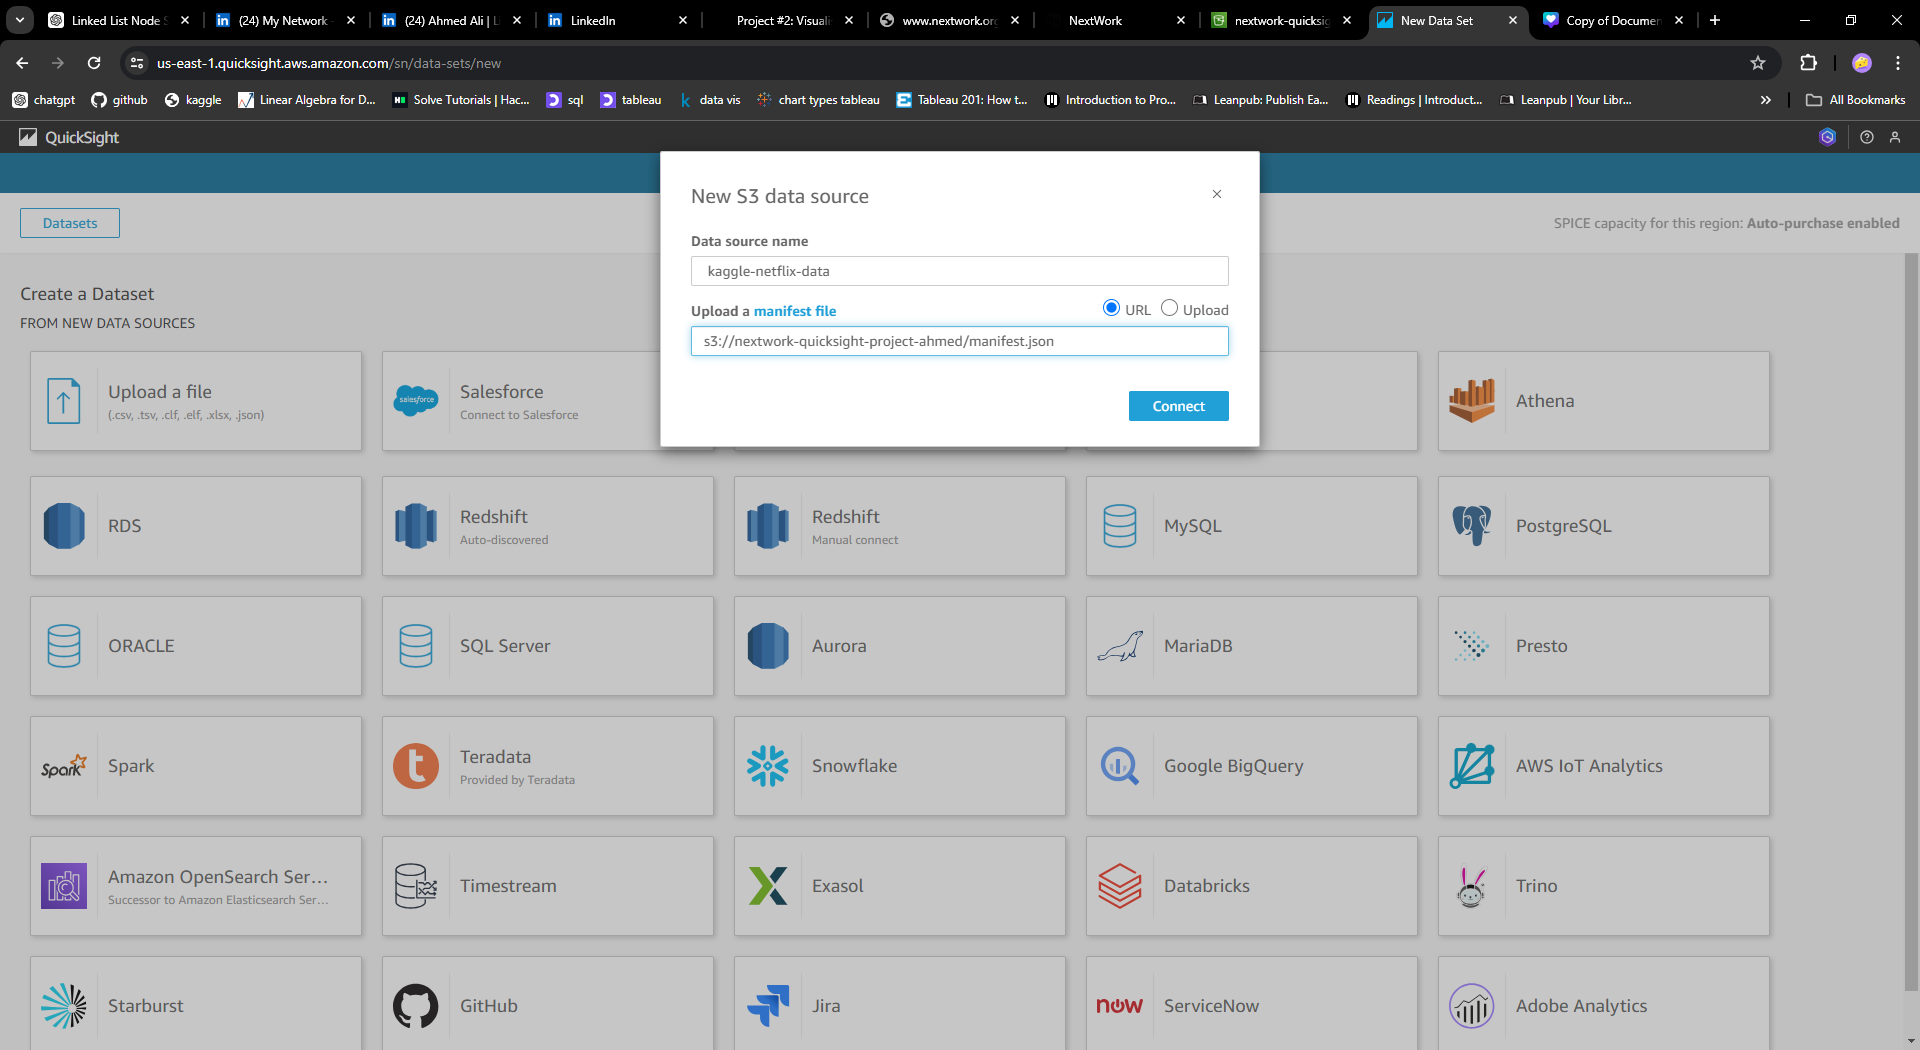 Linked List Node S
(24) My Network
(24) Ahmed Ali | L
LinkedIn
Project #2: Visuali
www.nextwork.org
NextWork
nextwork-quicksig
New Data Set
Copy of Documen
us-east-1.quicksight.aws.amazon.com/sn/data-sets/new
chatgpt
github
kaggle
Linear Algebra for D...
Solve Tutorials | Hac...
sql
tableau
data vis
chart types tableau
Tableau 201: How t...
Introduction to Pro...
Leanpub: Publish Ea...
Readings | Introduct...
Leanpub | Your Libr...
All Bookmarks
QuickSight
Datasets
SPICE capacity for this region: Auto-purchase enabled
New S3 data source
Data source name
kaggle-netflix-data
Upload a manifest file
URL
Upload
s3://nextwork-quicksight-project-ahmed/manifest.json
Connect
Create a Dataset
FROM NEW DATA SOURCES
Upload a file
(.csv, .tsv, .clf, .elf, .xlsx, .json)
salesforce
Salesforce
Connect to Salesforce
Athena
RDS
Redshift
Auto-discovered
Redshift
Manual connect
MySQL
PostgreSQL
ORACLE
SQL Server
Aurora
MariaDB
Presto
Spark
Spark
Teradata
Provided by Teradata
Snowflake
Google BigQuery
AWS IoT Analytics
Amazon OpenSearch Ser...
Successor to Amazon Elasticsearch Ser...
Timestream
Exasol
Databricks
Trino
Starburst
GitHub
Jira
now
ServiceNow
Adobe Analytics